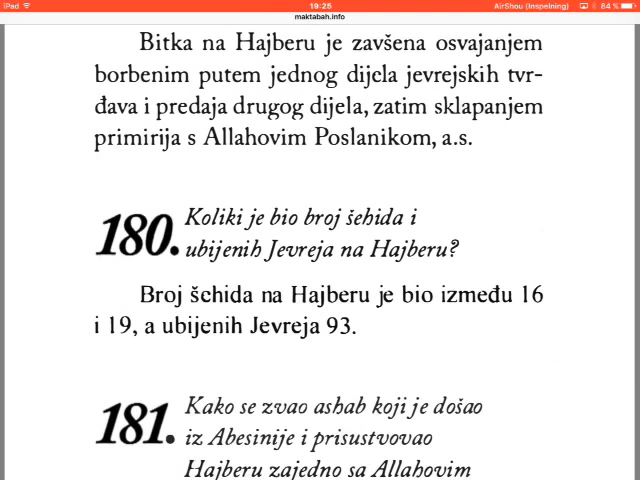 iPad
19:25
AirShou (Inspelning)
84 %
maktabah.info
Bitka na Hajberu je zavšena osvajanjem
borbenim putem jednog dijela jevrejskih tvr-
đava i predaja drugog dijela, zatim sklapanjem
primirija s Allahovim Poslanikom, a.s.
180. Koliki je bio broj šehida i
ubijenih Jevreja na Hajberu?
Broj šehida na Hajberu je bio između 16
i 19, a ubijenih Jevreja 93.
181. Kako se zvao ashab koji je došao
iz Abesinije i prisustvovao
Hajberu zajedno sa Allahovim